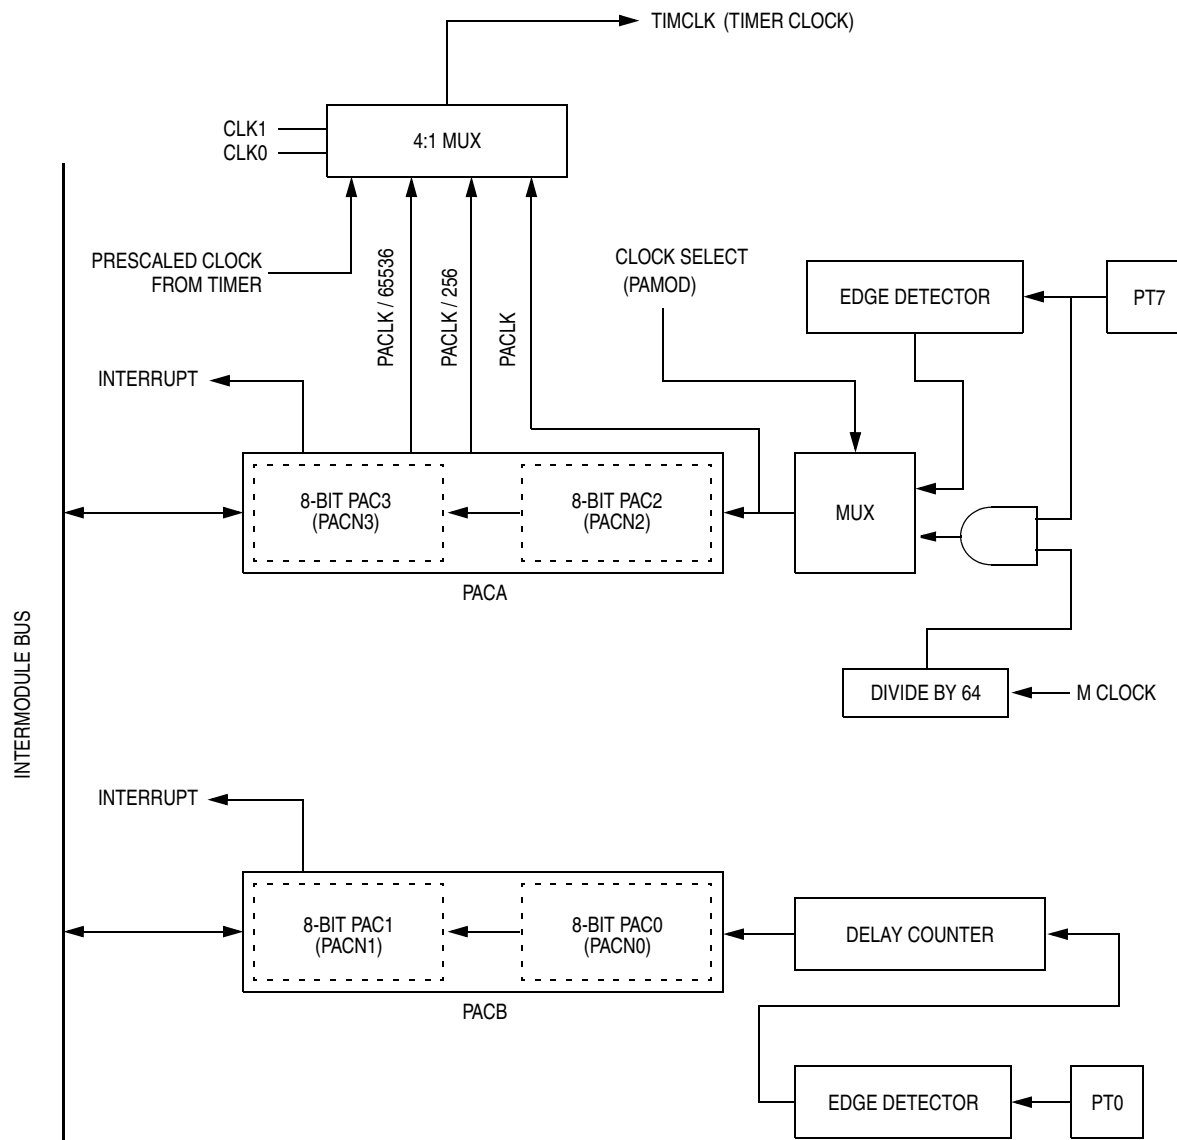 TIMCLK (TIMER CLOCK)
CLK1
CLK0
4:1 MUX
PRESCALED CLOCK
FROM TIMER
PACLK / 65536
PACLK / 256
PACLK
CLOCK SELECT
(PAMOD)
EDGE DETECTOR
PT7
INTERRUPT
8-BIT PAC3
(PACN3)
8-BIT PAC2
(PACN2)
MUX
PACA
INTERMODULE BUS
DIVIDE BY 64
M CLOCK
INTERRUPT
8-BIT PAC1
(PACN1)
8-BIT PAC0
(PACN0)
DELAY COUNTER
PACB
EDGE DETECTOR
PT0